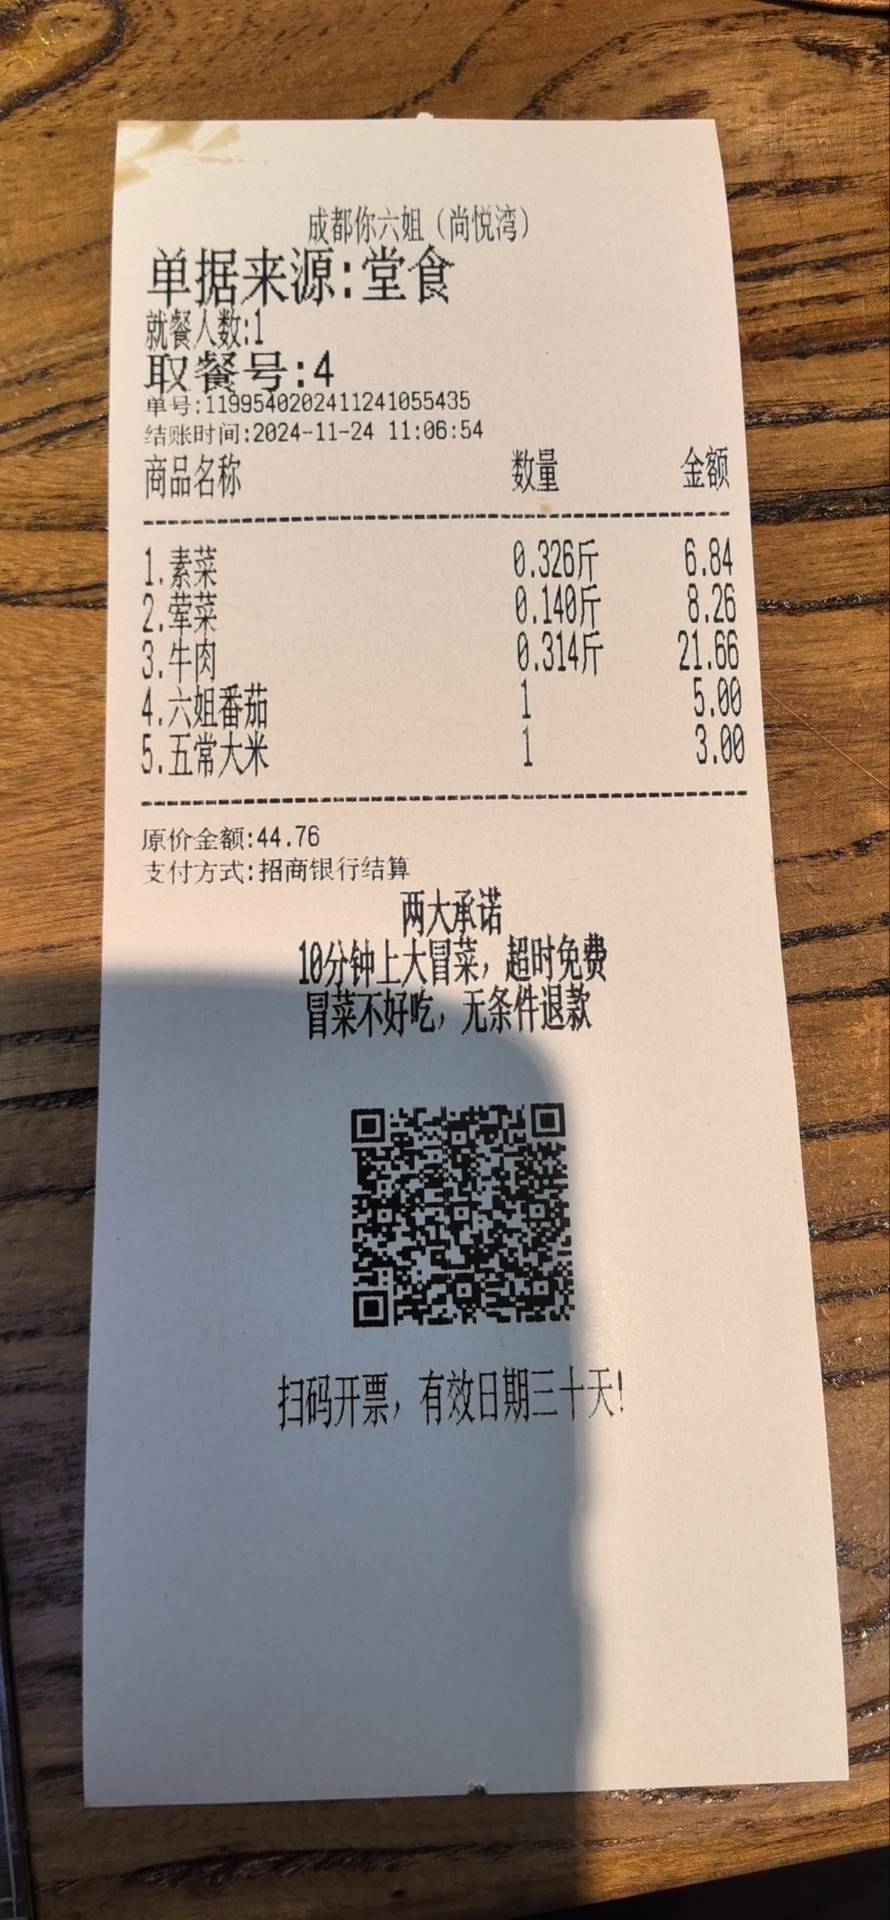 成都你六姐（尚悦湾）
单据来源:堂食
就餐人数:1
取餐号:4
单号:1199540202411241055435
结账时间:2024-11-24 11:06:54
商品名称 数量 金额
1.素菜 0.326斤 6.84
2.荤菜 0.140斤 8.26
3.牛肉 0.314斤 21.66
4.六姐番茄 1 5.00
5.五常大米 1 3.00
原价金额:44.76
支付方式:招商银行结算
两大承诺
10分钟上大冒菜，超时免费
冒菜不好吃，无条件退款
扫码开票，有效日期三十天!